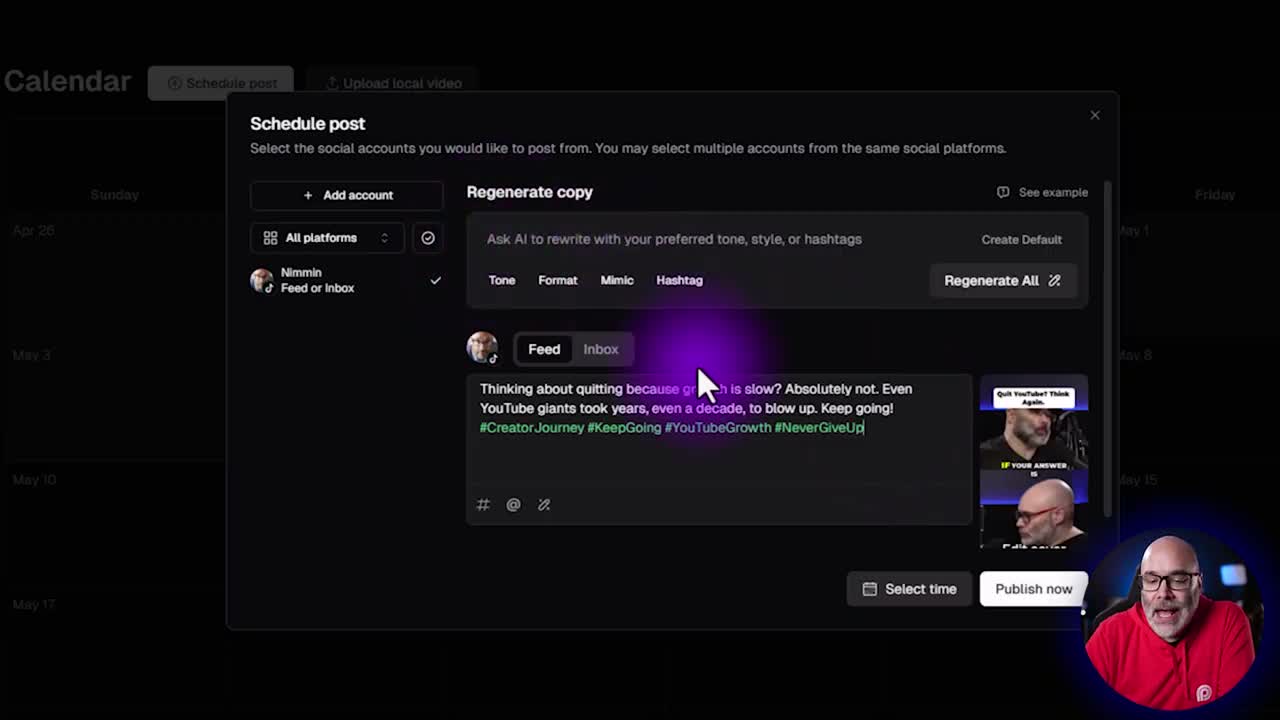 Calendar
Schedule post
Upload local video
Schedule post
Select the social accounts you would like to post from. You may select multiple accounts from the same social platforms.
Sunday
Friday
Add account
Regenerate copy
See example
All platforms
Ask AI to rewrite with your preferred tone, style, or hashtags
Create Default
Apr 26
May 1
Nimmin
Feed or Inbox
Tone Format Mimic Hashtag
Regenerate All
Feed Inbox
May 3
May 8
Thinking about quitting because is slow? Absolutely not. Even
YouTube giants took years, even a decade, to blow up. Keep going!
#CreatorJourney #KeepGoing #YouTubeGrowth #NeverGiveUp
Quit YouTube? Think
Again.
IF YOUR ANSWER
IS
May 10
May 15
# @
Edit cover
Select time
Publish now
May 17